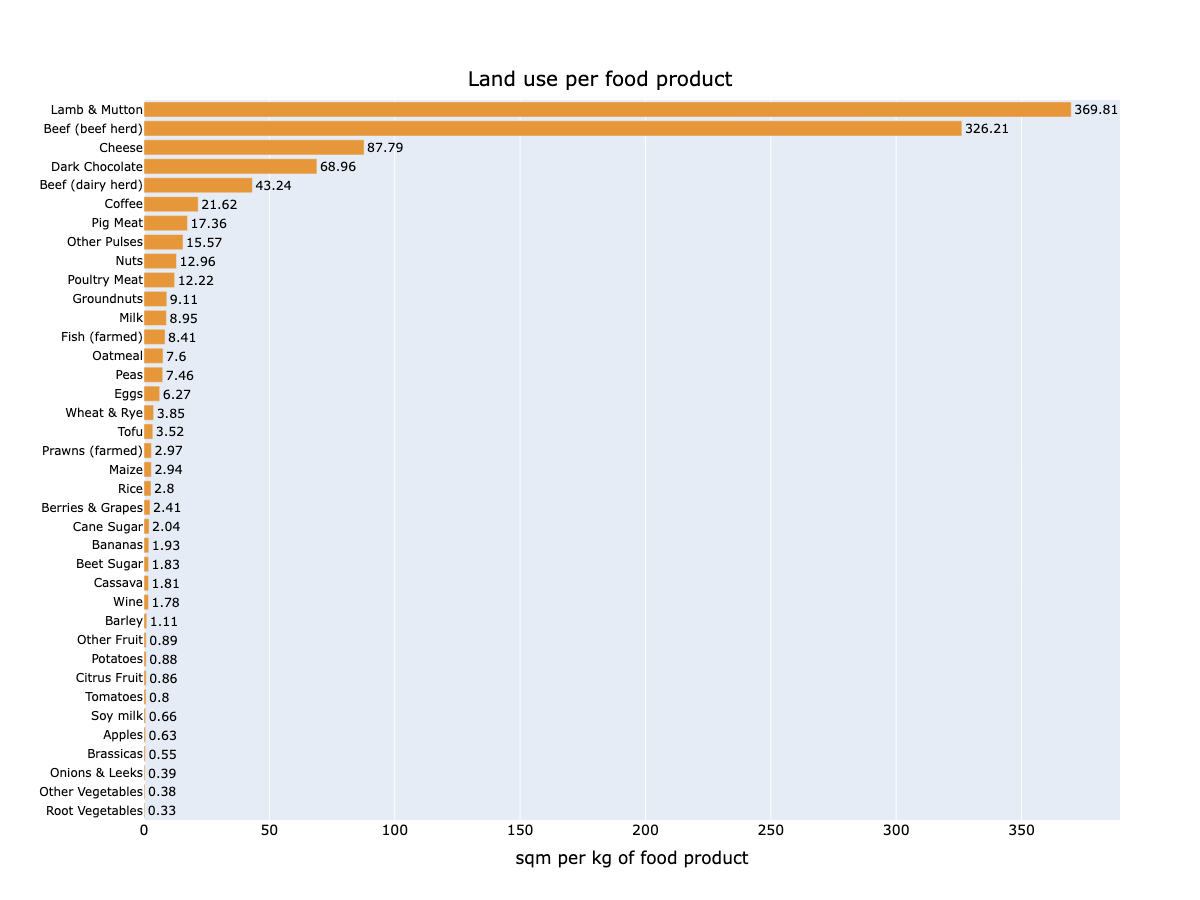 Land use per food product
Lamb & Mutton 369.81
Beef (beef herd) 326.21
Cheese 87.79
Dark Chocolate 68.96
Beef (dairy herd) 43.24
Coffee 21.62
Pig Meat 17.36
Other Pulses 15.57
Nuts 12.96
Poultry Meat 12.22
Groundnuts 9.11
Milk 8.95
Fish (farmed) 8.41
Oatmeal 7.6
Peas 7.46
Eggs 6.27
Wheat & Rye 3.85
Tofu 3.52
Prawns (farmed) 2.97
Maize 2.94
Rice 2.8
Berries & Grapes 2.41
Cane Sugar 2.04
Bananas 1.93
Beet Sugar 1.83
Cassava 1.81
Wine 1.78
Barley 1.11
Other Fruit 0.89
Potatoes 0.88
Citrus Fruit 0.86
Tomatoes 0.8
Soy milk 0.66
Apples 0.63
Brassicas 0.55
Onions & Leeks 0.39
Other Vegetables 0.38
Root Vegetables 0.33
0 50 100 150 200 250 300 350
sqm per kg of food product